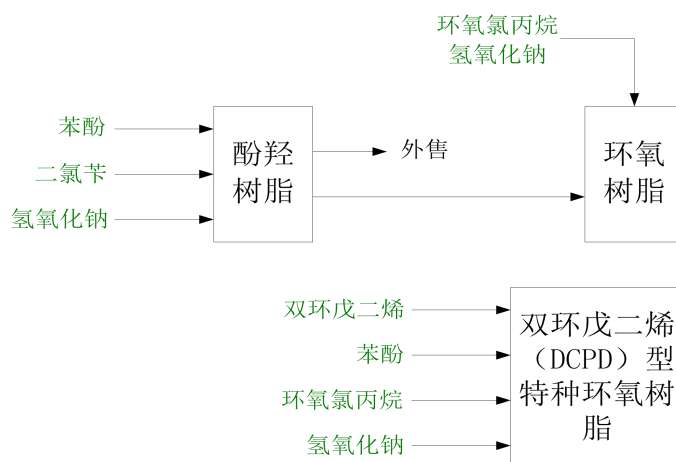 环氧氯丙烷
氢氧化钠
苯酚
二氯苄
氢氧化钠
酚羟
树脂
外售
环氧
树脂
双环戊二烯
苯酚
环氧氯丙烷
氢氧化钠
双环戊二烯
（DCPD）型
特种环氧树
脂